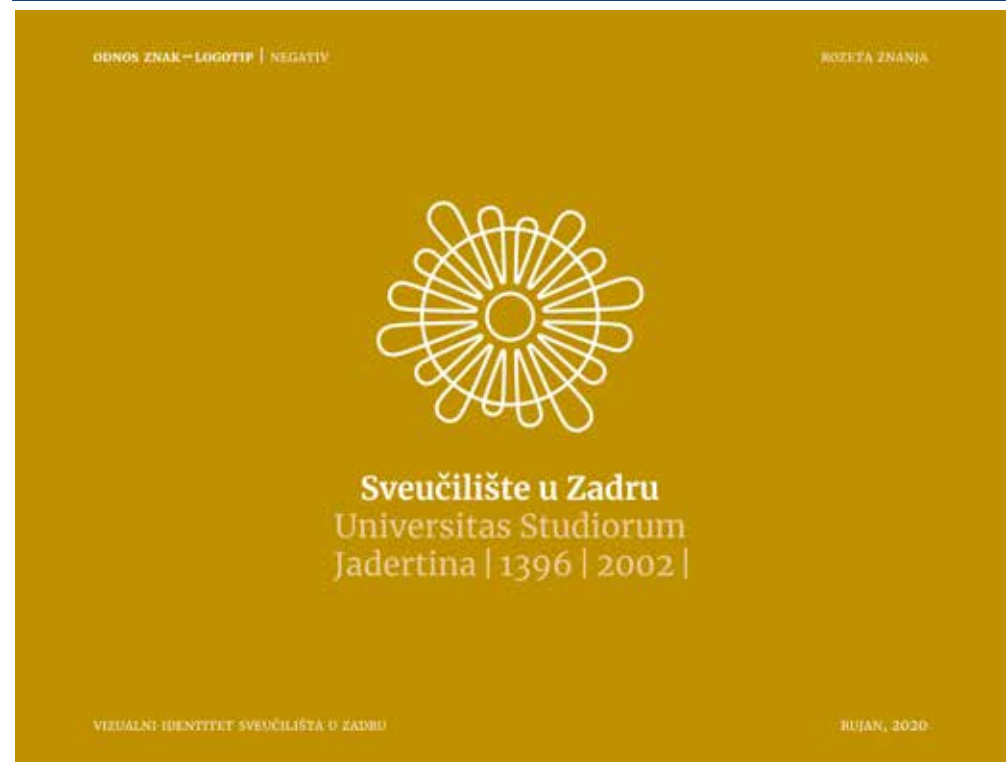 ODNOS ZNAK—LOGOTIP | NEGATIV
ROZETA ZNANJA
Sveučilište u Zadru
Universitas Studiorum
Jadertina | 1396 | 2002 |
VIZUALNI IDENTITET SVEUČILIŠTA U ZADRU
RUJAN, 2020